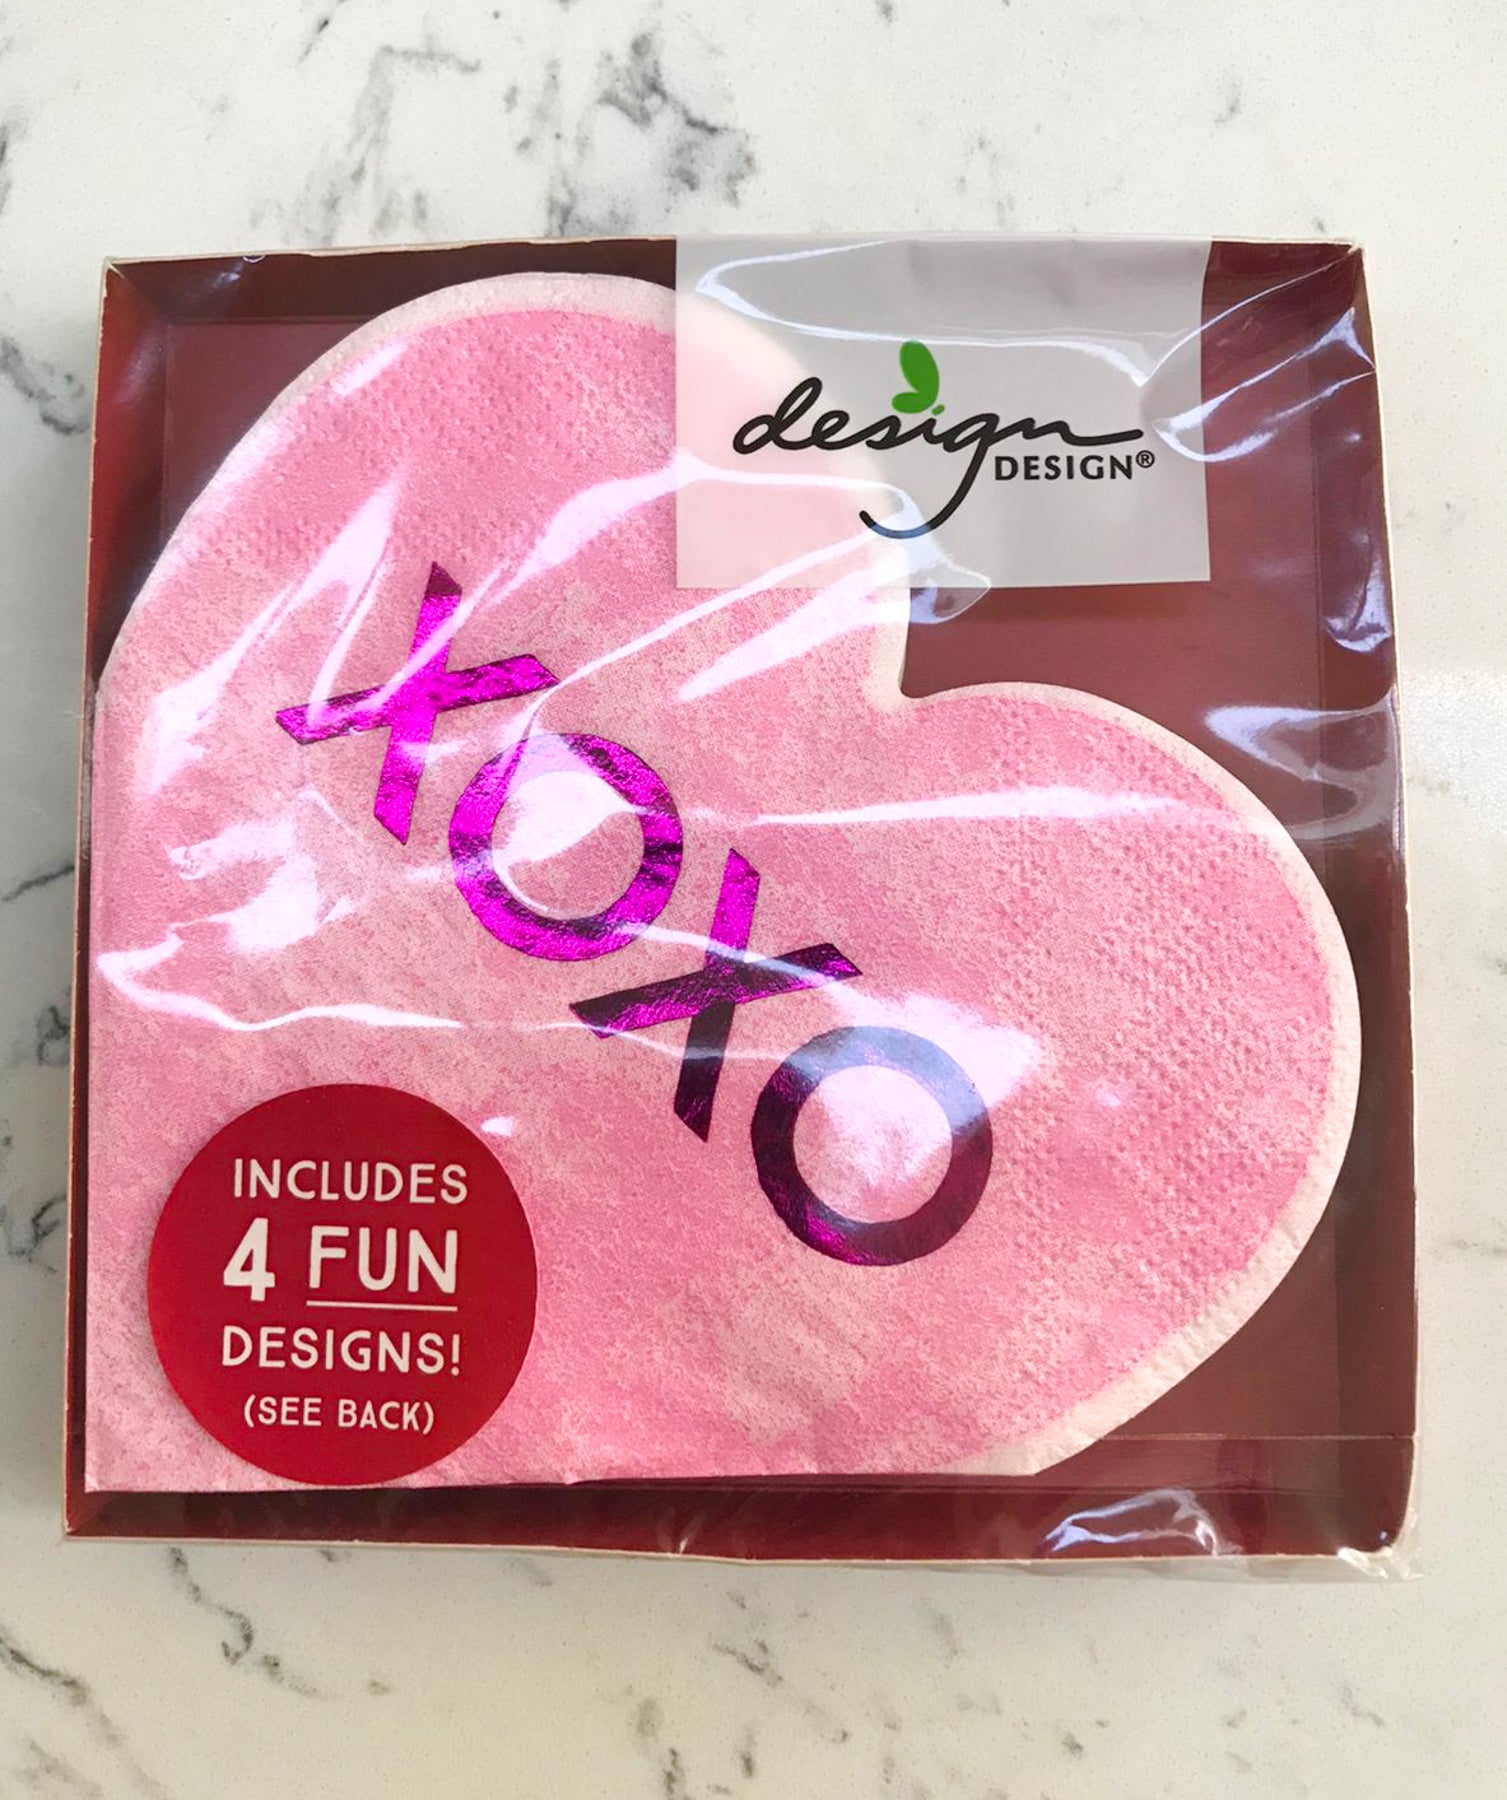 design
DESIGN®
XOXO
INCLUDES
4 FUN
DESIGNS!
(SEE BACK)